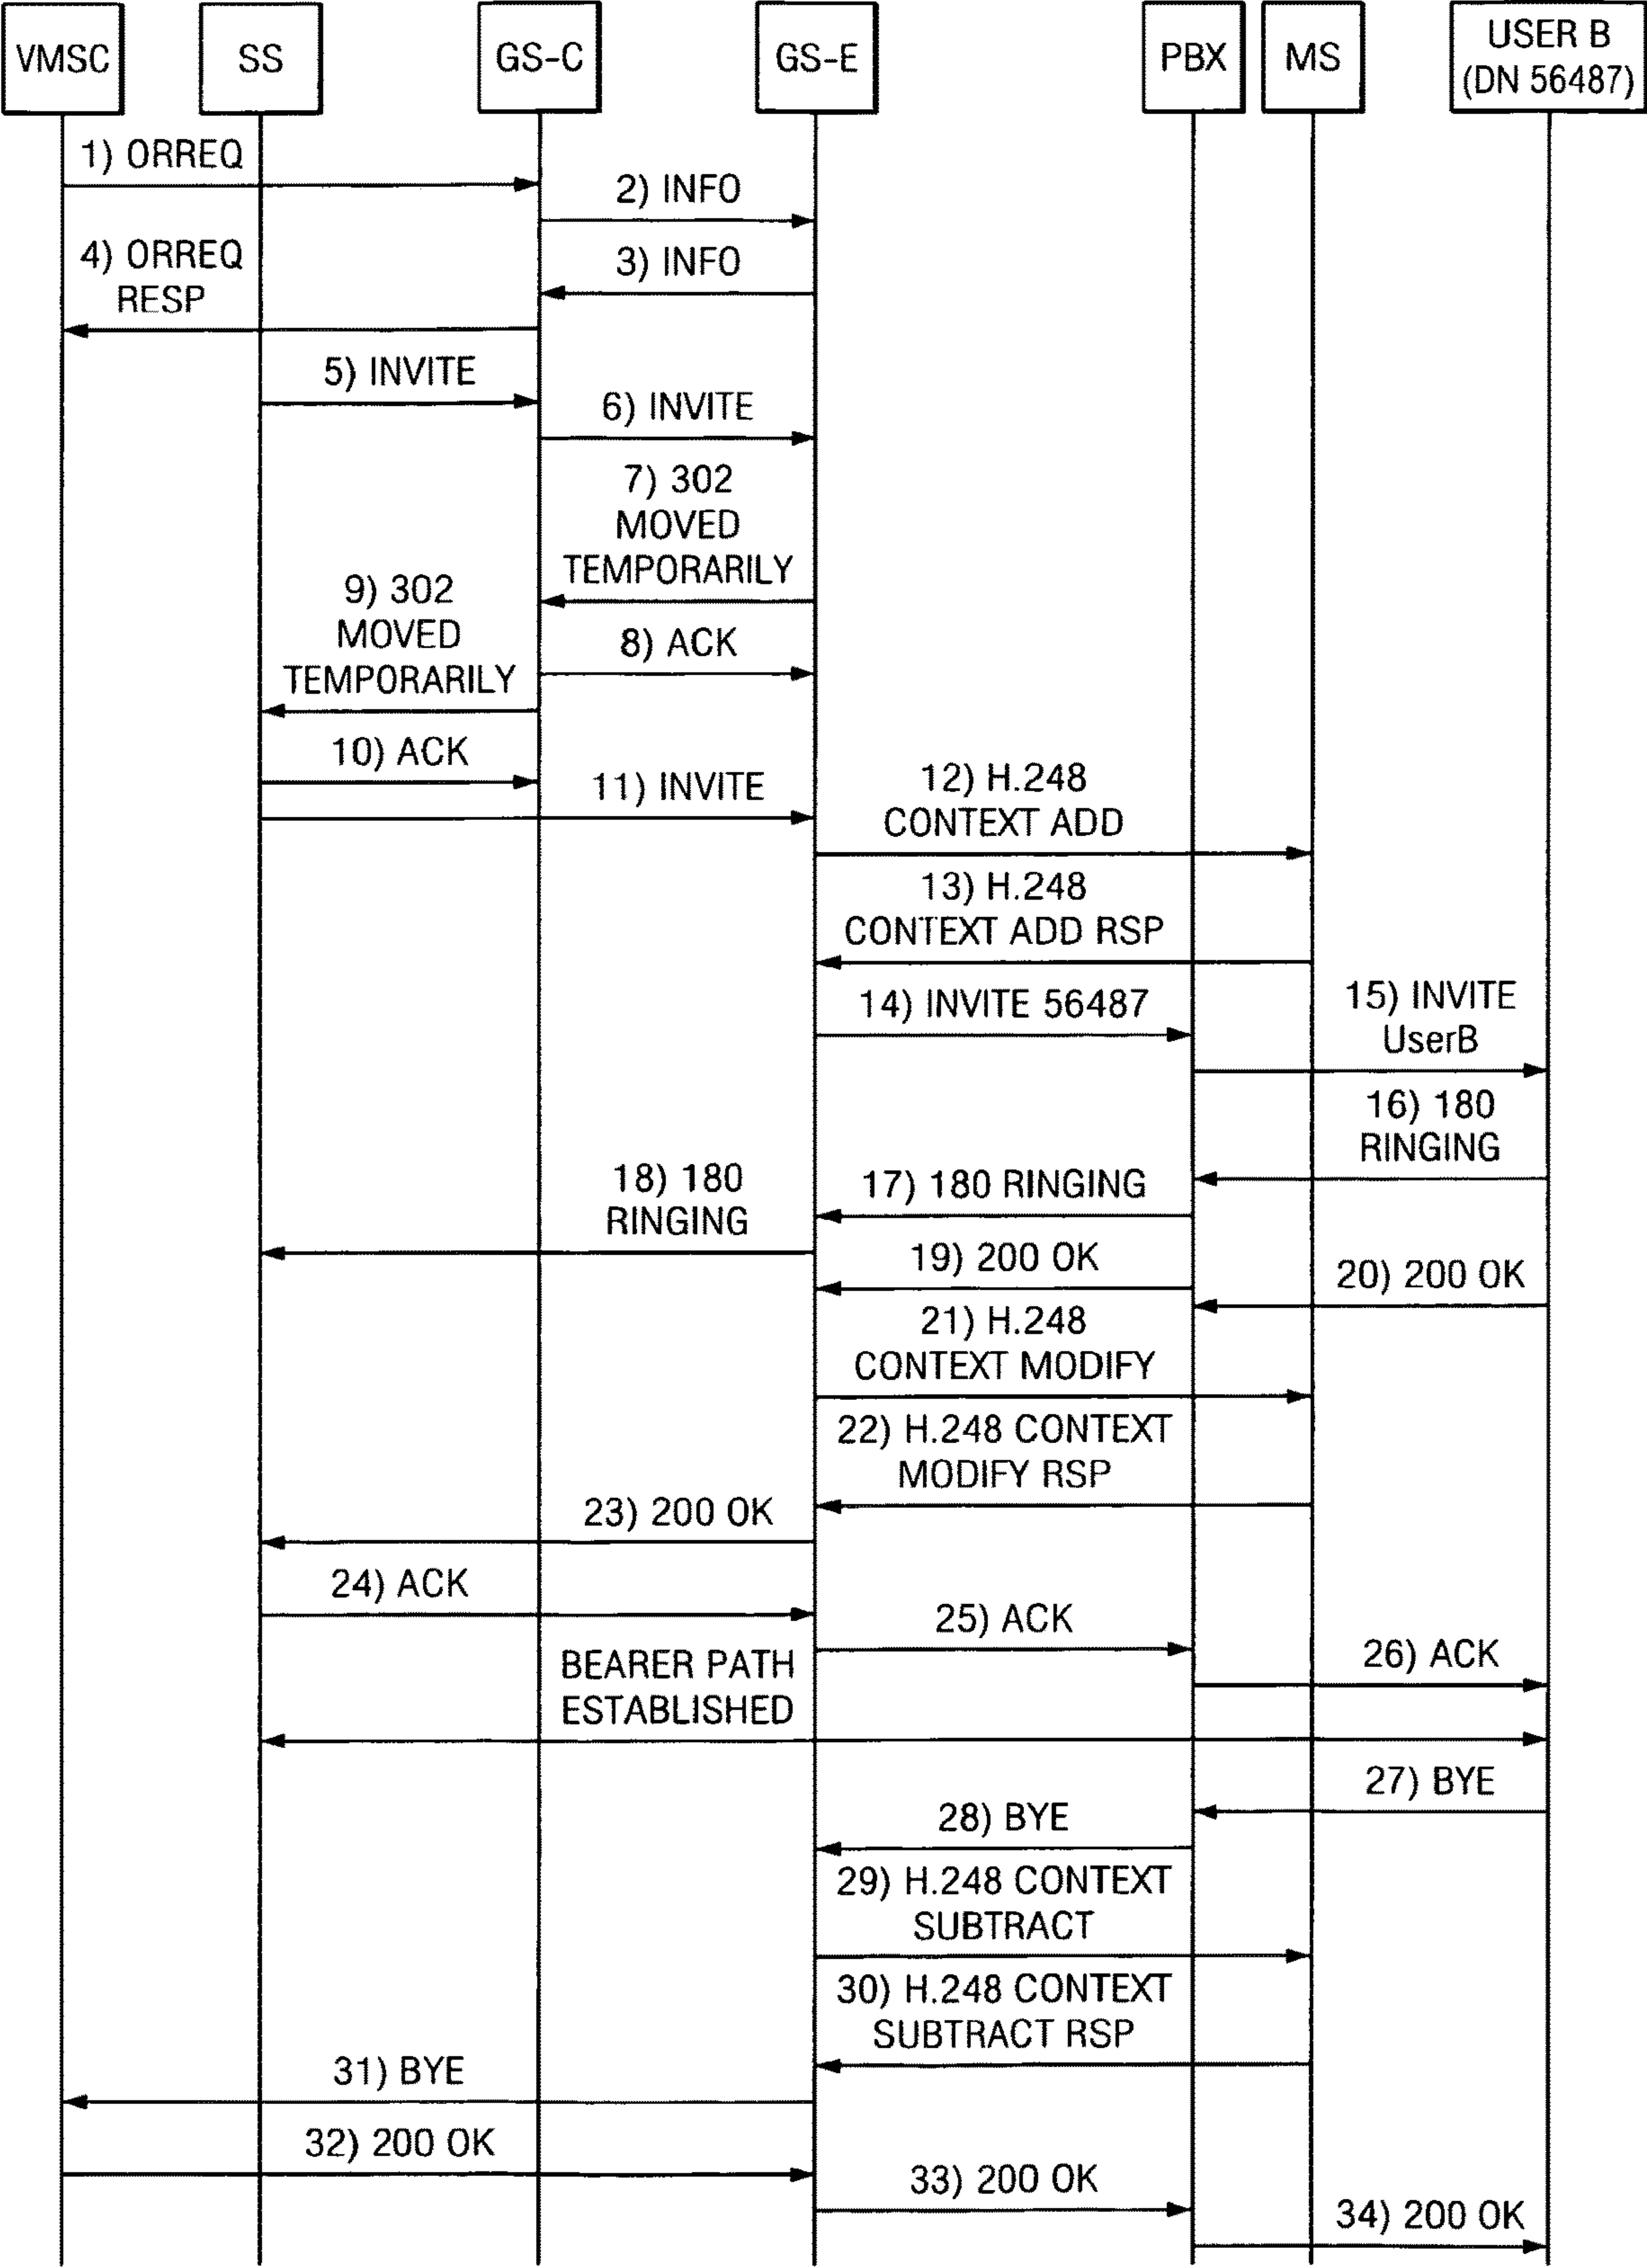 VMSC
SS
GS-C
GS-E
PBX
MS
USER B
(DN 56487)
1) ORREQ
2) INFO
3) INFO
4) ORREQ
RESP
5) INVITE
6) INVITE
7) 302
MOVED
TEMPORARILY
8) ACK
9) 302
MOVED
TEMPORARILY
10) ACK
11) INVITE
12) H.248
CONTEXT ADD
13) H.248
CONTEXT ADD RSP
14) INVITE 56487
15) INVITE
UserB
16) 180
RINGING
17) 180 RINGING
18) 180
RINGING
19) 200 OK
20) 200 OK
21) H.248
CONTEXT MODIFY
22) H.248 CONTEXT
MODIFY RSP
23) 200 OK
24) ACK
25) ACK
26) ACK
BEARER PATH
ESTABLISHED
27) BYE
28) BYE
29) H.248 CONTEXT
SUBTRACT
30) H.248 CONTEXT
SUBTRACT RSP
31) BYE
32) 200 OK
33) 200 OK
34) 200 OK